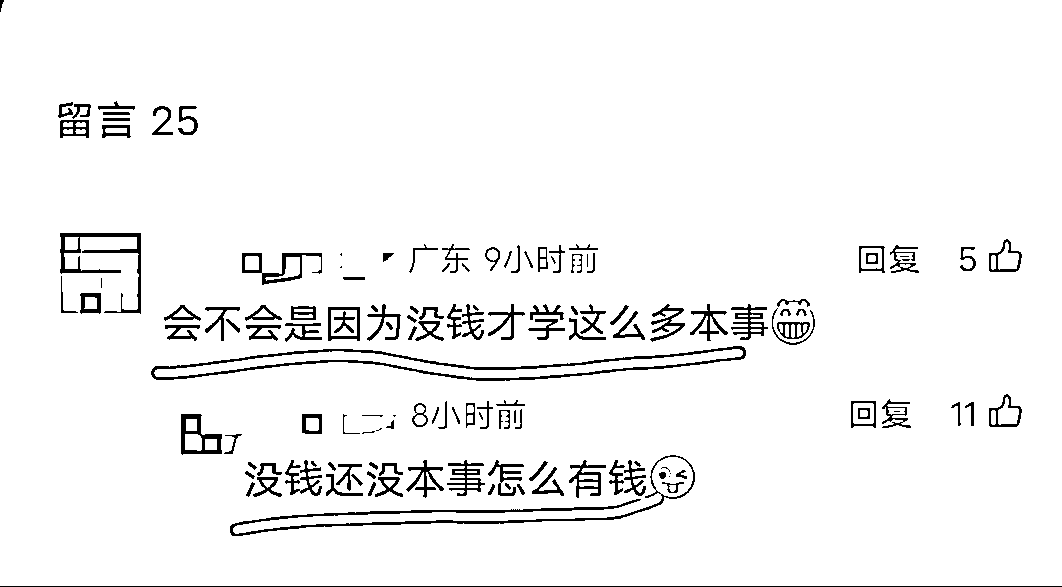 留言 25
广东 9小时前 回复 5
会不会是因为没钱才学这么多本事😁
8小时前 回复 11
没钱还没本事怎么有钱😜